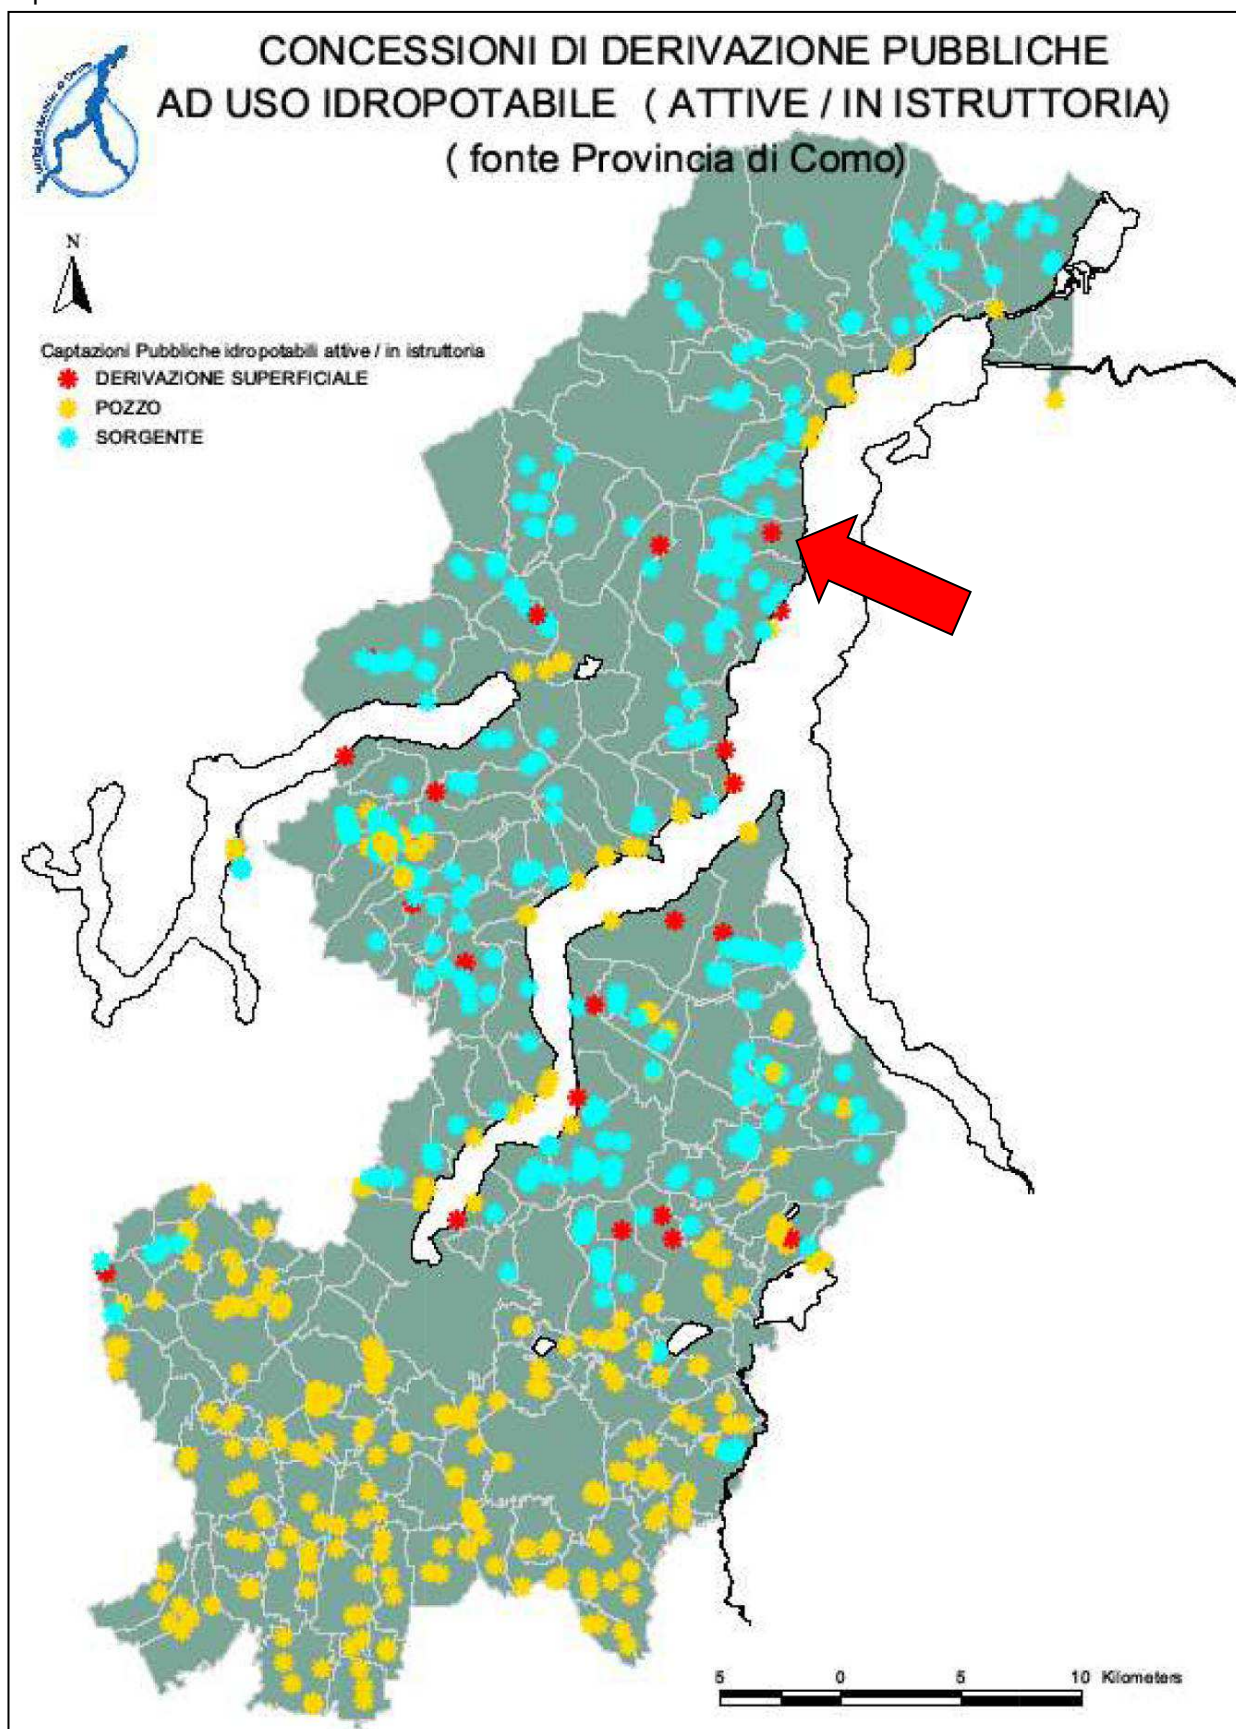 CONCESSIONI DI DERIVAZIONE PUBBLICHE
AD USO IDROPOTABILE ( ATTIVE / IN ISTRUTTORIA)
( fonte Provincia di Como)
N
Captazioni Pubbliche idropotabili attive / in istruttoria
DERIVAZIONE SUPERFICIALE
POZZO
SORGENTE
5 0 5 10 Kilometers